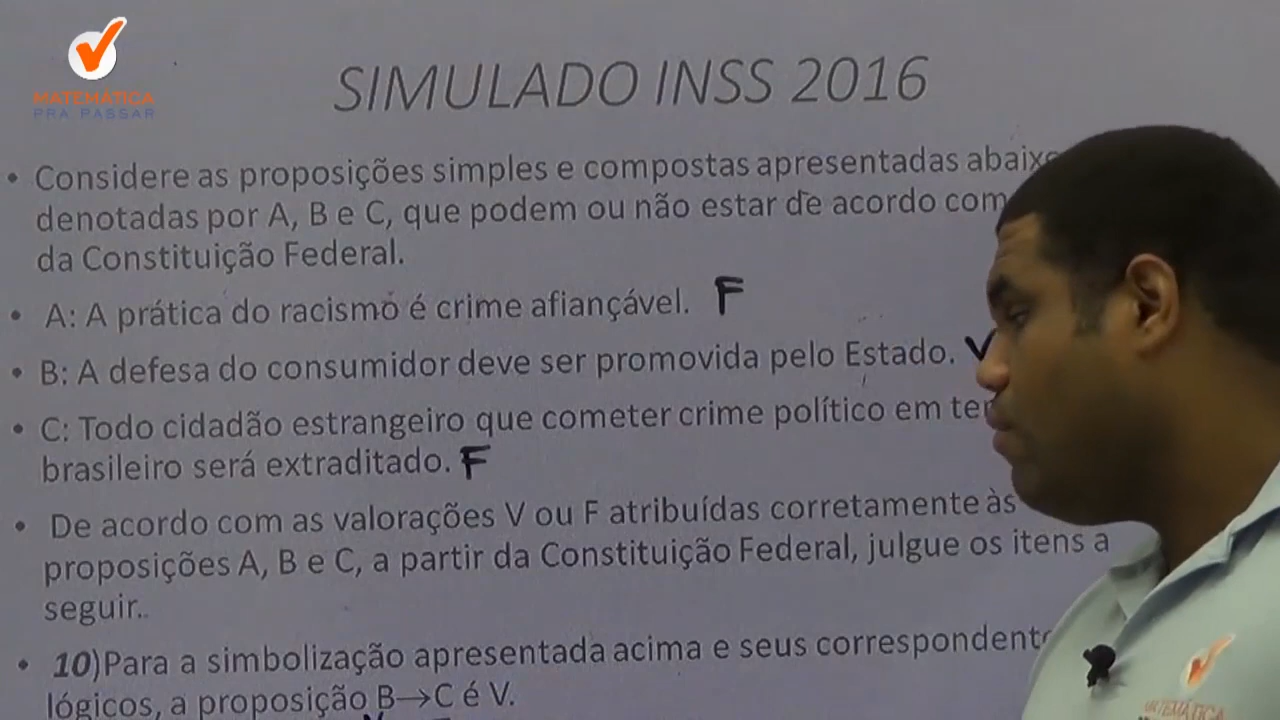 MATEMÁTICA
PRA PASSAR
SIMULADO INSS 2016
• Considere as proposições simples e compostas apresentadas
denotadas por A, B e C, que podem ou não estar de acordo com
da Constituição Federal.
• A: A prática do racismo é crime afiançável. F
• B: A defesa do consumidor deve ser promovida pelo Estado. V
• C: Todo cidadão estrangeiro que cometer crime político em
brasileiro será extraditado. F
• De acordo com as valorações V ou F atribuídas corretamente às
proposições A, B e C, a partir da Constituição Federal, julgue os itens a
seguir..
• 10)Para a simbolização apresentada acima e seus
lógicos, a proposição B→C é V.
MATEMÁTICA